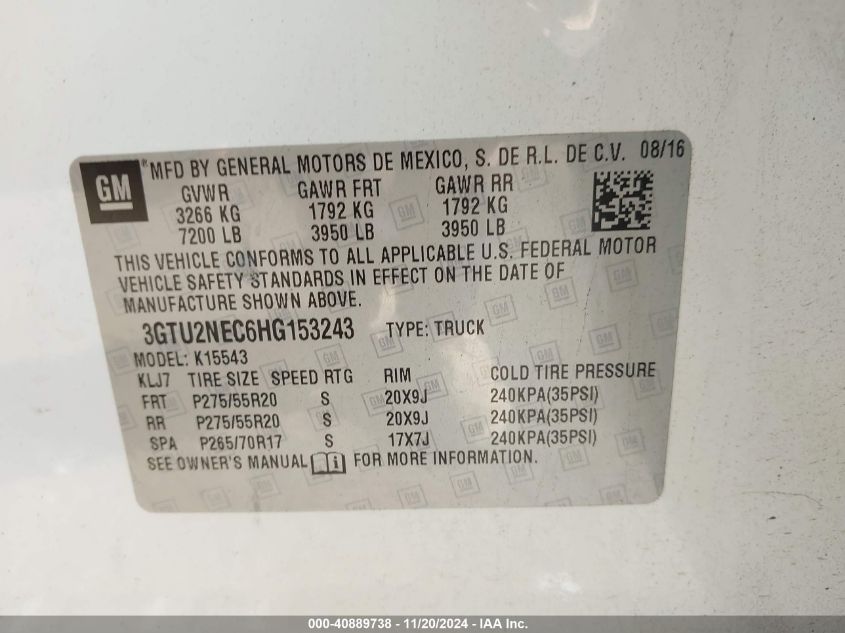 GM ® MFD BY GENERAL MOTORS DE MEXICO, S. DE R.L. DE C.V. 08/16
GVWR GAWR FRT GAWR RR
3266 KG 1792 KG 1792 KG
7200 LB 3950 LB 3950 LB
THIS VEHICLE CONFORMS TO ALL APPLICABLE U.S. FEDERAL MOTOR
VEHICLE SAFETY STANDARDS IN EFFECT ON THE DATE OF
MANUFACTURE SHOWN ABOVE.
3GTU2NEC6HG153243 TYPE: TRUCK
MODEL: K15543
KLJ7 TIRE SIZE SPEED RTG RIM COLD TIRE PRESSURE
FRT P275/55R20 S 20X9J 240KPA(35PSI)
RR P275/55R20 S 20X9J 240KPA(35PSI)
SPA P265/70R17 S 17X7J 240KPA(35PSI)
SEE OWNER'S MANUAL i FOR MORE INFORMATION.
000-40889738 - 11/20/2024 - IAA Inc.